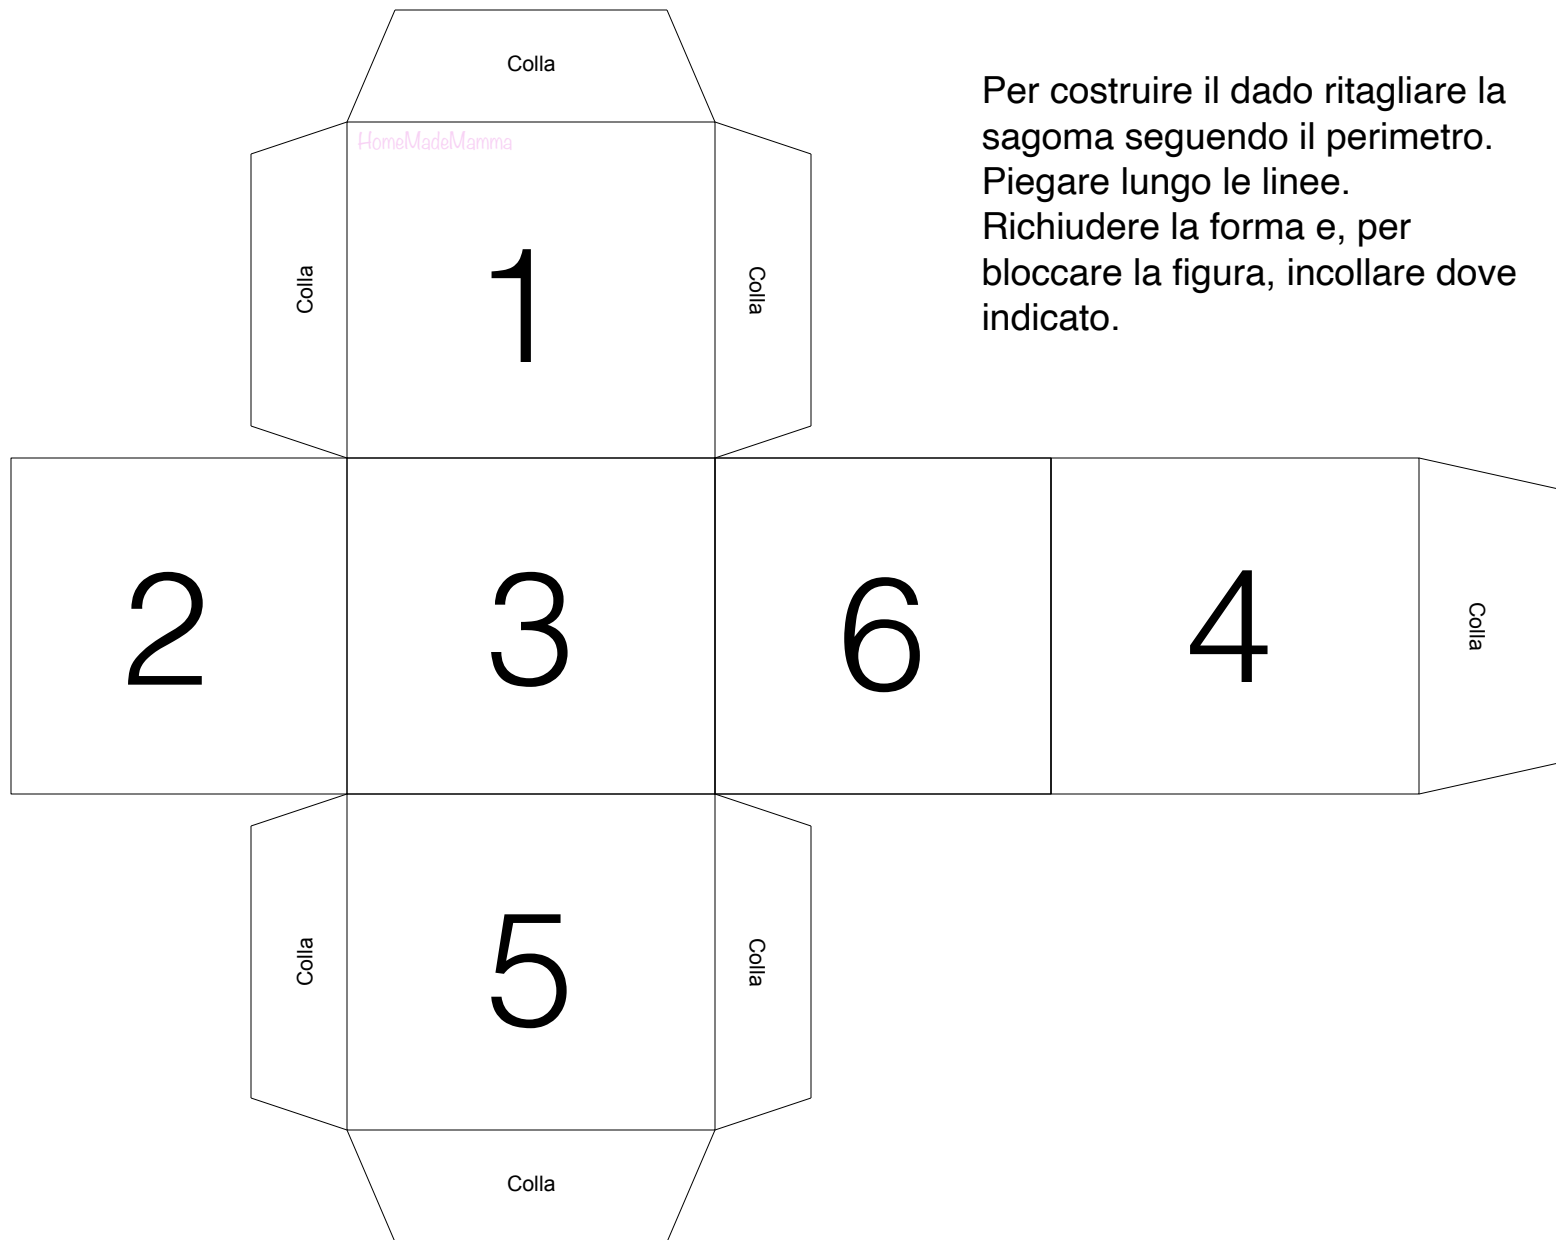 Colla
Per costruire il dado ritagliare la
sagoma seguendo il perimetro.
Piegare lungo le linee.
Richiudere la forma e, per
bloccare la figura, incollare dove
indicato.
HomeMadeMamma
Colla
1
Colla
2
3
6
4
Colla
Colla
5
Colla
Colla